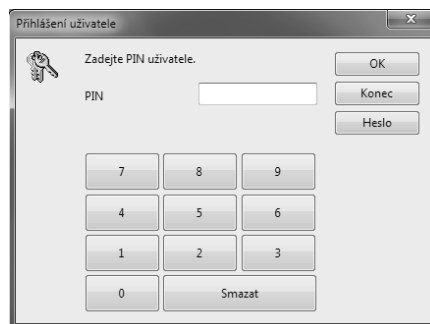 Přihlášení uživatele
x
Zadejte PIN uživatele.
OK
PIN
Konec
Heslo
7 8 9
4 5 6
1 2 3
0 Smazat